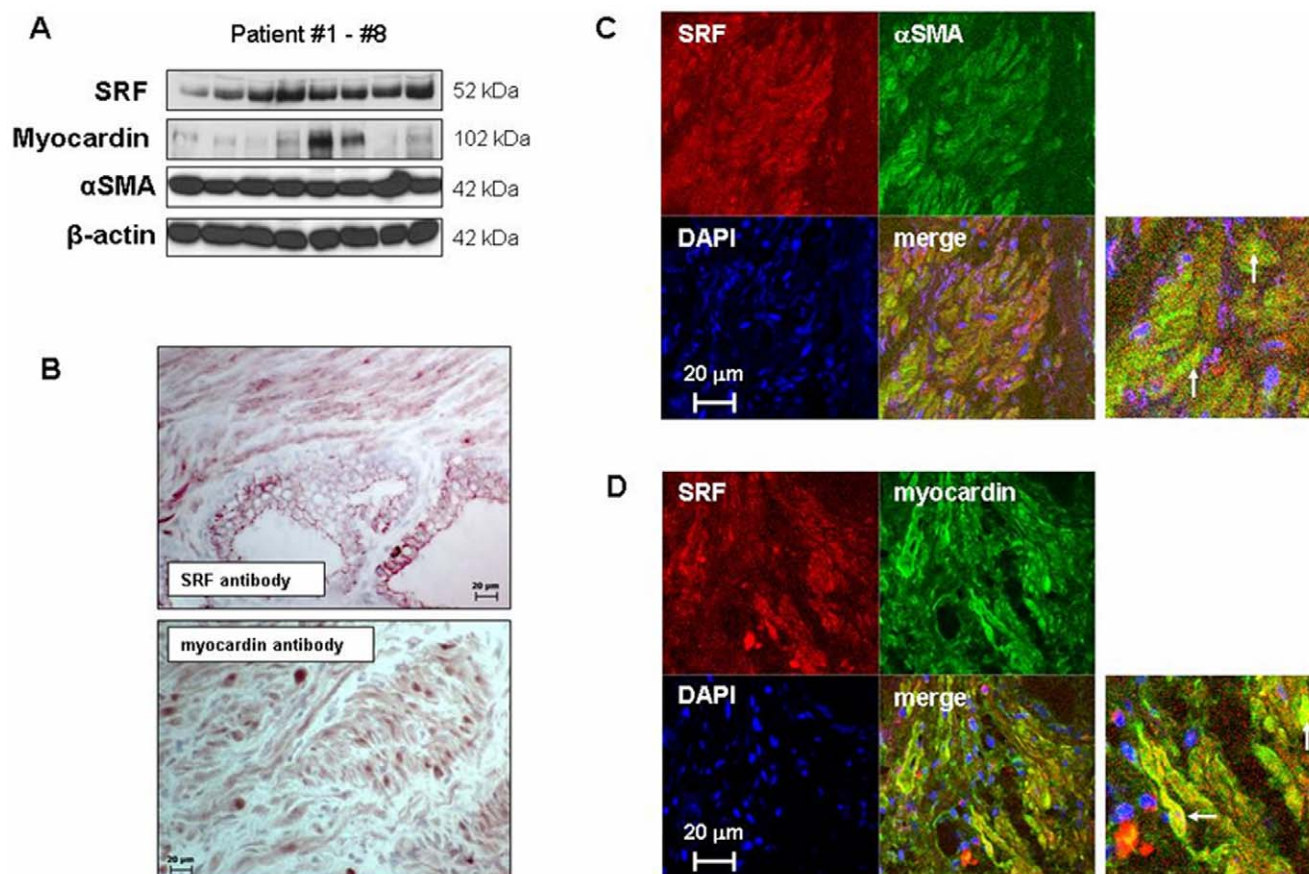 A
Patient #1 - #8
SRF
52 kDa
Myocardin
102 kDa
αSMA
42 kDa
β-actin
42 kDa
B
SRF antibody
20 µm
myocardin antibody
20 µm
C
SRF
αSMA
DAPI
merge
20 µm
D
SRF
myocardin
DAPI
merge
20 µm